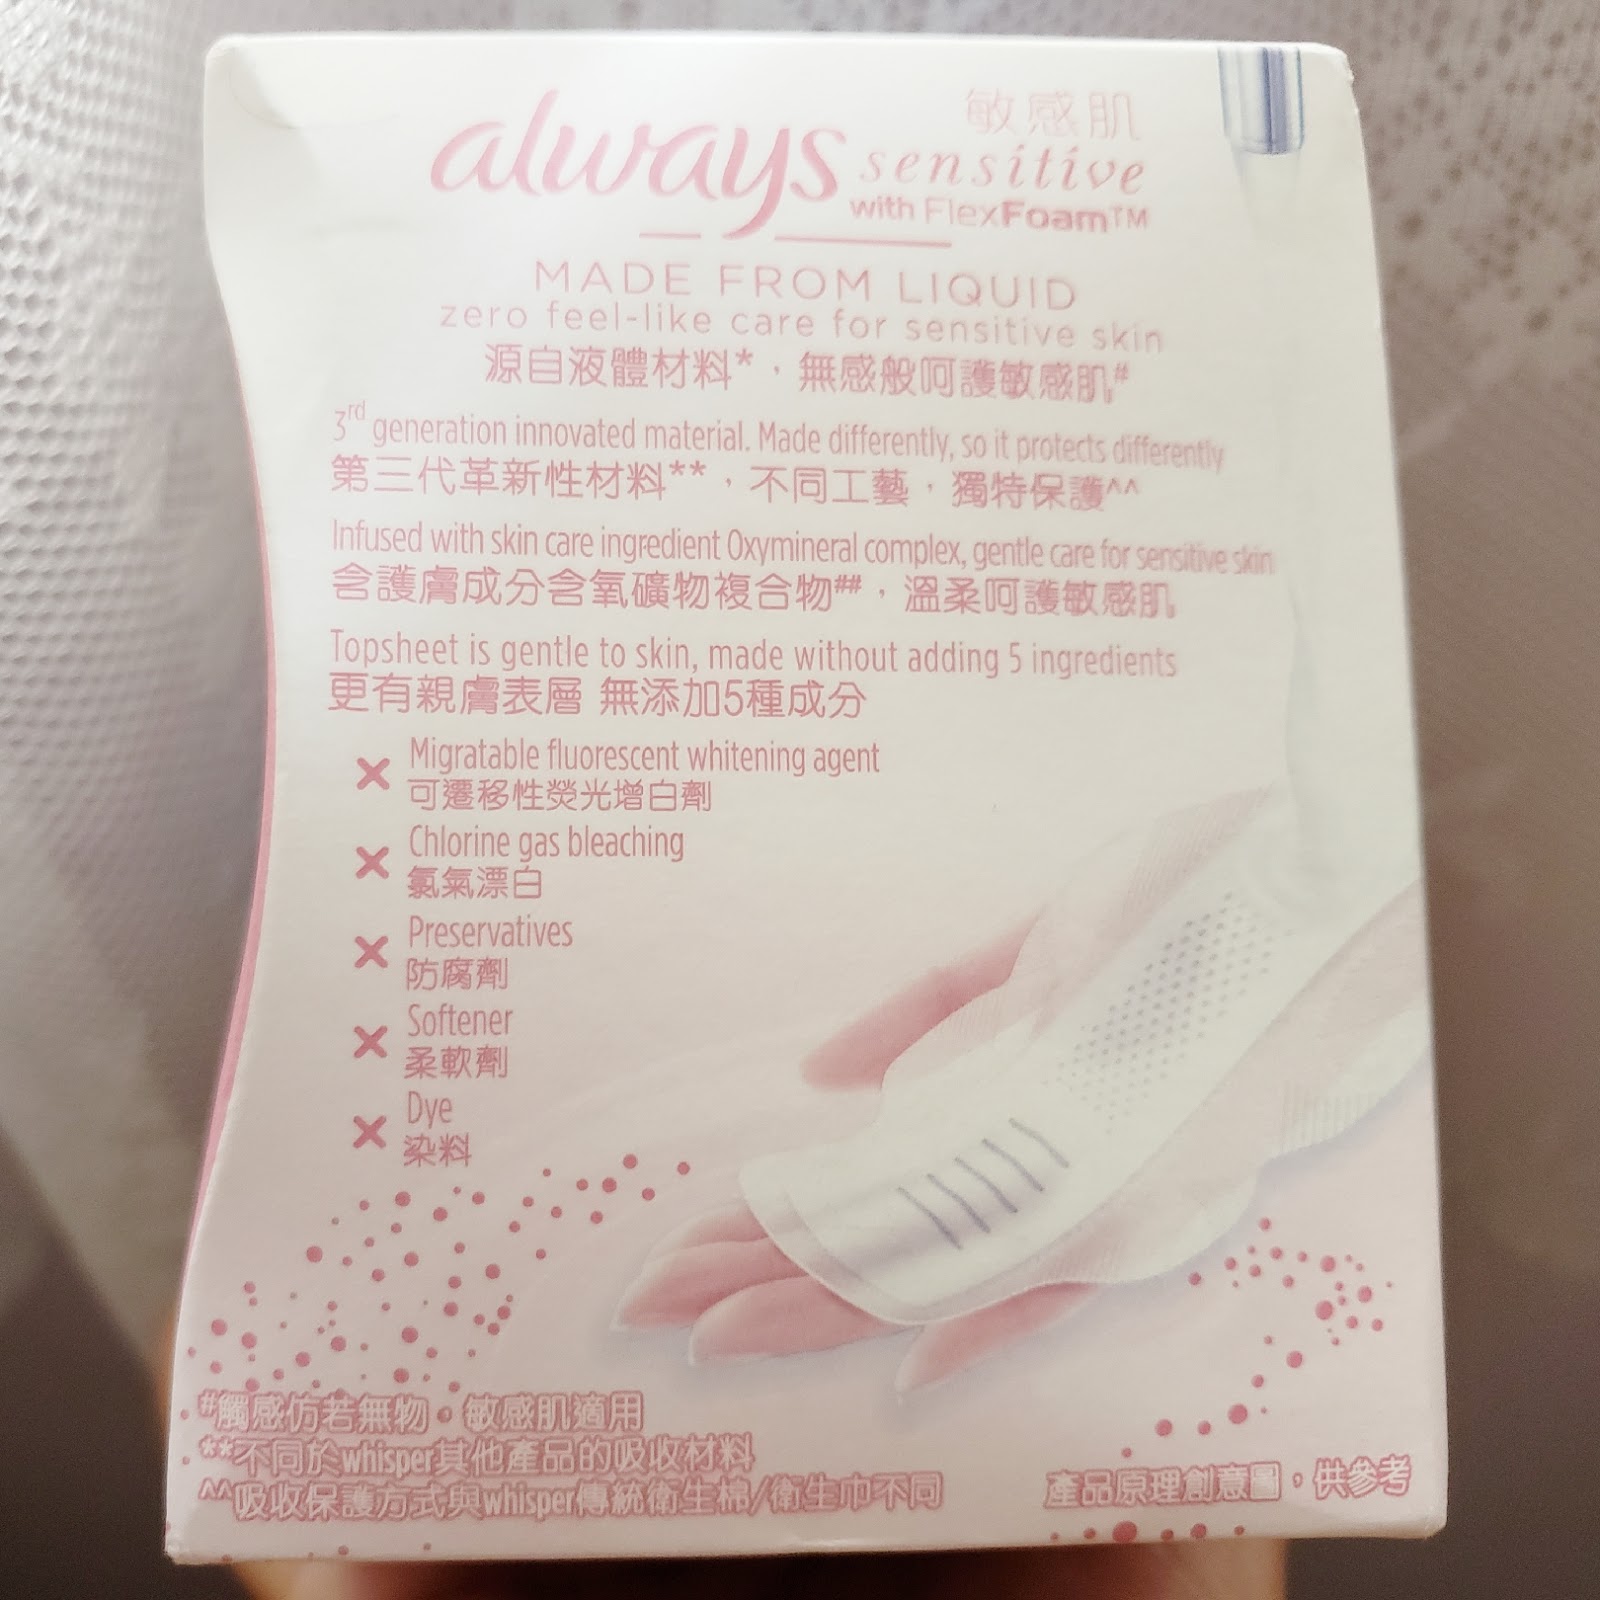 always 敏感肌
sensitive
with FlexFoam™
MADE FROM LIQUID
zero feel-like care for sensitive skin
源自液體材料*，無感般呵護敏感肌#
3rd generation innovated material. Made differently, so it protects differently
第三代革新性材料**，不同工藝，獨特保護^^
Infused with skin care ingredient Oxymineral complex, gentle care for sensitive skin
含護膚成分含氧礦物複合物##，溫柔呵護敏感肌
Topsheet is gentle to skin, made without adding 5 ingredients
更有親膚表層 無添加5種成分
Migratable fluorescent whitening agent
可遷移性熒光增白劑
Chlorine gas bleaching
氯氣漂白
Preservatives
防腐劑
Softener
柔軟劑
Dye
染料
#觸感仿若無物。敏感肌適用
**不同於whisper其他產品的吸收材料
^^吸收保護方式與whisper傳統衛生棉/衛生巾不同
產品原理創意圖，供參考